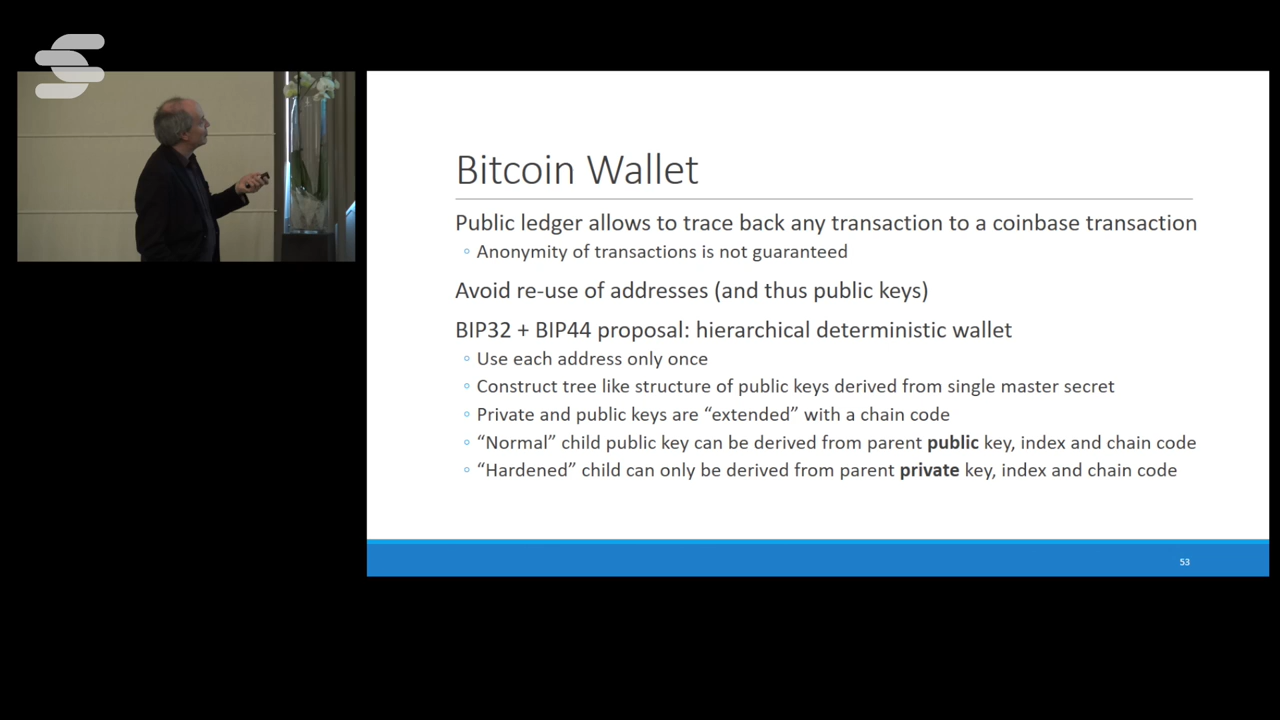 Bitcoin Wallet
Public ledger allows to trace back any transaction to a coinbase transaction
◦ Anonymity of transactions is not guaranteed
Avoid re-use of addresses (and thus public keys)
BIP32 + BIP44 proposal: hierarchical deterministic wallet
◦ Use each address only once
◦ Construct tree like structure of public keys derived from single master secret
◦ Private and public keys are “extended” with a chain code
◦ “Normal” child public key can be derived from parent public key, index and chain code
◦ “Hardened” child can only be derived from parent private key, index and chain code
53